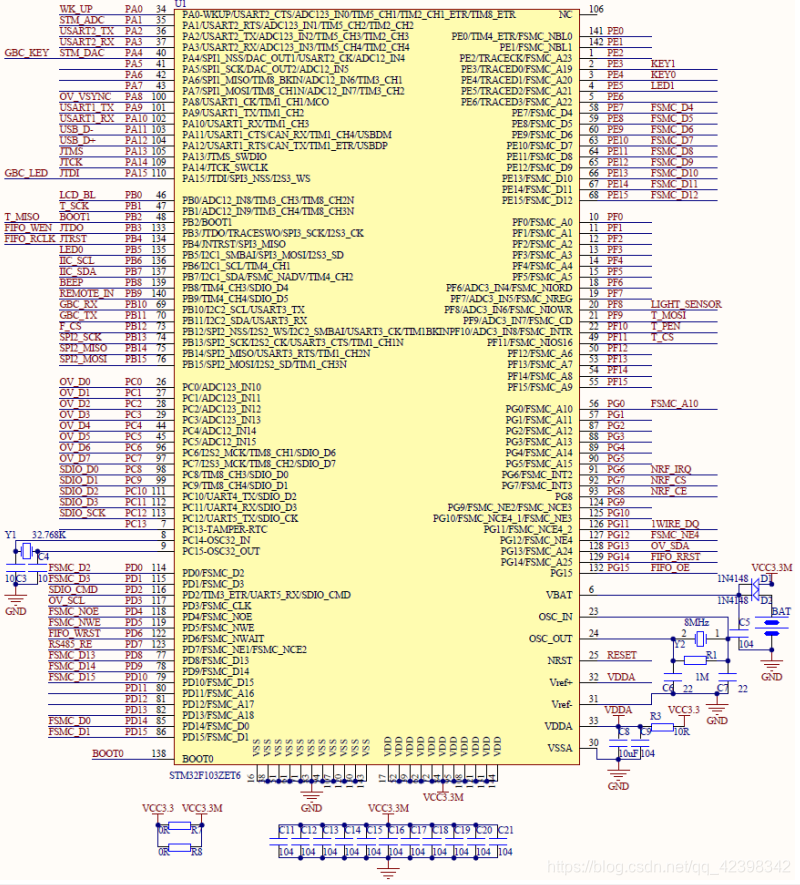 U1
WK_UP PA0 34 PA0-WKUP/USART2_CTS/ADC123_IN0/TIM5_CH1/TIM2_CH1_ETR/TIM8_ETR NC 106
STM_ADC PA1 35 PA1/USART2_RTS/ADC123_IN1/TIM5_CH2/TIM2_CH2
USART2_TX PA2 36 PA2/USART2_TX/ADC123_IN2/TIM5_CH3/TIM2_CH3 PE0/TIM4_ETR/FSMC_NBL0 141 PE0
USART2_RX PA3 37 PA3/USART2_RX/ADC123_IN3/TIM5_CH4/TIM2_CH4 PE1/FSMC_NBL1 142 PE1
GBC_KEY STM_DAC PA4 40 PA4/SPI1_NSS/DAC_OUT1/USART2_CK/ADC12_IN4 PE2/TRACECK/FSMC_A23 1 PE2
PA5 41 PA5/SPI1_SCK/DAC_OUT2/ADC12_IN5 PE3/TRACED0/FSMC_A19 2 PE3 KEY1
PA6 42 PA6/SPI1_MISO/TIM8_BKIN/ADC12_IN6/TIM3_CH1 PE4/TRACED1/FSMC_A20 3 PE4 KEY0
PA7 43 PA7/SPI1_MOSI/TIM8_CH1N/ADC12_IN7/TIM3_CH2 PE5/TRACED2/FSMC_A21 4 PE5 LED1
OV_VSYNC PA8 100 PA8/USART1_CK/TIM1_CH1/MCO PE6/TRACED3/FSMC_A22 5 PE6
USART1_TX PA9 101 PA9/USART1_TX/TIM1_CH2 PE7/FSMC_D4 58 PE7 FSMC_D4
USART1_RX PA10 102 PA10/USART1_RX/TIM1_CH3 PE8/FSMC_D5 59 PE8 FSMC_D5
USB_D- PA11 103 PA11/USART1_CTS/CAN_RX/TIM1_CH4/USBDM PE9/FSMC_D6 60 PE9 FSMC_D6
USB_D+ PA12 104 PA12/USART1_RTS/CAN_TX/TIM1_ETR/USBDP PE10/FSMC_D7 63 PE10 FSMC_D7
JTMS PA13 105 PA13/JTMS_SWDIO PE11/FSMC_D8 64 PE11 FSMC_D8
JTCK PA14 109 PA14/JTCK_SWCLK PE12/FSMC_D9 65 PE12 FSMC_D9
GBC_LED JTDI PA15 110 PA15/JTDI/SPI3_NSS/I2S3_WS PE13/FSMC_D10 66 PE13 FSMC_D10
PE14/FSMC_D11 67 PE14 FSMC_D11
LCD_BL PB0 46 PB0/ADC12_IN8/TIM3_CH3/TIM8_CH2N PE15/FSMC_D12 68 PE15 FSMC_D12
T_SCK PB1 47 PB1/ADC12_IN9/TIM3_CH4/TIM8_CH3N
T_MISO BOOT1 PB2 48 PB2/BOOT1 PF0/FSMC_A0 10 PF0
FIFO_WEN JTDO PB3 133 PB3/JTDO/TRACESWO/SPI3_SCK/I2S3_CK PF1/FSMC_A1 11 PF1
FIFO_RCLK JTRST PB4 134 PB4/JNTRST/SPI3_MISO PF2/FSMC_A2 12 PF2
LED0 PB5 135 PB5/I2C1_SMBAI/SPI3_MOSI/I2S3_SD PF3/FSMC_A3 13 PF3
IIC_SCL PB6 136 PB6/I2C1_SCL/TIM4_CH1 PF4/FSMC_A4 14 PF4
IIC_SDA PB7 137 PB7/I2C1_SDA/FSMC_NADV/TIM4_CH2 PF5/FSMC_A5 15 PF5
BEEP PB8 139 PB8/TIM4_CH3/SDIO_D4 PF6/ADC3_IN4/FSMC_NIORD 18 PF6
REMOTE_IN PB9 140 PB9/TIM4_CH4/SDIO_D5 PF7/ADC3_IN5/FSMC_NREG 19 PF7
GBC_RX PB10 69 PB10/I2C2_SCL/USART3_TX PF8/ADC3_IN6/FSMC_NIOWR 20 PF8 LIGHT_SENSOR
GBC_TX PB11 70 PB11/I2C2_SDA/USART3_RX PF9/ADC3_IN7/FSMC_CD 21 PF9 T_MOSI
F_CS PB12 73 PB12/SPI2_NSS/I2S2_WS/I2C2_SMBAI/USART3_CK/TIM1BKIN PF10/ADC3_IN8/FSMC_INTR 22 PF10 T_PEN
SPI2_SCK PB13 74 PB13/SPI2_SCK/I2S2_CK/USART3_CTS/TIM1_CH1N PF11/FSMC_NIOS16 49 PF11 T_CS
SPI2_MISO PB14 75 PB14/SPI2_MISO/USART3_RTS/TIM1_CH2N PF12/FSMC_A6 50 PF12
SPI2_MOSI PB15 76 PB15/SPI2_MOSI/I2S2_SD/TIM1_CH3N PF13/FSMC_A7 53 PF13
PF14/FSMC_A8 54 PF14
OV_D0 PC0 26 PC0/ADC123_IN10 PF15/FSMC_A9 55 PF15
OV_D1 PC1 27 PC1/ADC123_IN11
OV_D2 PC2 28 PC2/ADC123_IN12 PG0/FSMC_A10 56 PG0 FSMC_A10
OV_D3 PC3 29 PC3/ADC123_IN13 PG1/FSMC_A11 57 PG1
OV_D4 PC4 44 PC4/ADC12_IN14 PG2/FSMC_A12 87 PG2
OV_D5 PC5 45 PC5/ADC12_IN15 PG3/FSMC_A13 88 PG3
OV_D6 PC6 96 PC6/I2S2_MCK/TIM8_CH1/SDIO_D6 PG4/FSMC_A14 89 PG4
OV_D7 PC7 97 PC7/I2S3_MCK/TIM8_CH2/SDIO_D7 PG5/FSMC_A15 90 PG5
SDIO_D0 PC8 98 PC8/TIM8_CH3/SDIO_D0 PG6/FSMC_INT2 91 PG6 NRF_IRQ
SDIO_D1 PC9 99 PC9/TIM8_CH4/SDIO_D1 PG7/FSMC_INT3 92 PG7 NRF_CS
SDIO_D2 PC10 111 PC10/UART4_TX/SDIO_D2 PG8 93 PG8 NRF_CE
SDIO_D3 PC11 112 PC11/UART4_RX/SDIO_D3 PG9/FSMC_NE2/FSMC_NCE3 124 PG9
SDIO_SCK PC12 113 PC12/UART5_TX/SDIO_CK PG10/FSMC_NCE4_1/FSMC_NE3 125 PG10
PC13 7 PC13-TAMPER-RTC PG11/FSMC_NCE4_2 126 PG11 1WIRE_DQ
Y1 32.768K 8 PC14-OSC32_IN PG12/FSMC_NE4 127 PG12 FSMC_NE4
9 PC15-OSC32_OUT PG13/FSMC_A24 128 PG13 OV_SDA
C4 PG14/FSMC_A25 129 PG14 FIFO_RRST
FSMC_D2 PD0 114 PD0/FSMC_D2 PG15 132 PG15 FIFO_OE
10 C3 10 FSMC_D3 PD1 115 PD1/FSMC_D3 VCC3.3M
SDIO_CMD PD2 116 PD2/TIM3_ETR/UART5_RX/SDIO_CMD VBAT 6 1N4148 D1
GND OV_SCL PD3 117 PD3/FSMC_CLK 1N4148
FSMC_NOE PD4 118 PD4/FSMC_NOE OSC_IN 23 BAT
FSMC_NWE PD5 119 PD5/FSMC_NWE 8MHz C5
FIFO_WRST PD6 122 PD6/FSMC_NWAIT OSC_OUT 24 Y2 2 1 104
RS485_RE PD7 123 PD7/FSMC_NE1/FSMC_NCE2
FSMC_D13 PD8 77 PD8/FSMC_D13 NRST 25 RESET R1
FSMC_D14 PD9 78 PD9/FSMC_D14 1M GND
FSMC_D15 PD10 79 PD10/FSMC_D15 Vref+ 32 VDDA
PD11 80 PD11/FSMC_A16 C6 22 C7 22
PD12 81 PD12/FSMC_A17 Vref- 31
PD13 82 PD13/FSMC_A18 VDDA VCC3.3 GND
FSMC_D0 PD14 85 PD14/FSMC_D0 VDDA 33 R3
FSMC_D1 PD15 86 PD15/FSMC_D1 C8 C9 10R
VSSA 30
BOOT0 138 BOOT0 10uF 104
VSS VSS VSS VSS VSS VSS VSS VSS VSS VSS VSS VDD VDD VDD VDD VDD VDD VDD VDD VDD VDD VDD
STM32F103ZET6 16 17
GND VCC3.3M GND
VCC3.3 VCC3.3M VCC3.3M
0R R7 C11 C12 C13 C14 C15 C16 C17 C18 C19 C20 C21
0R R8 104 104 104 104 104 104 104 104 104 104 104
https://blog.csdn.net/qq_42398342